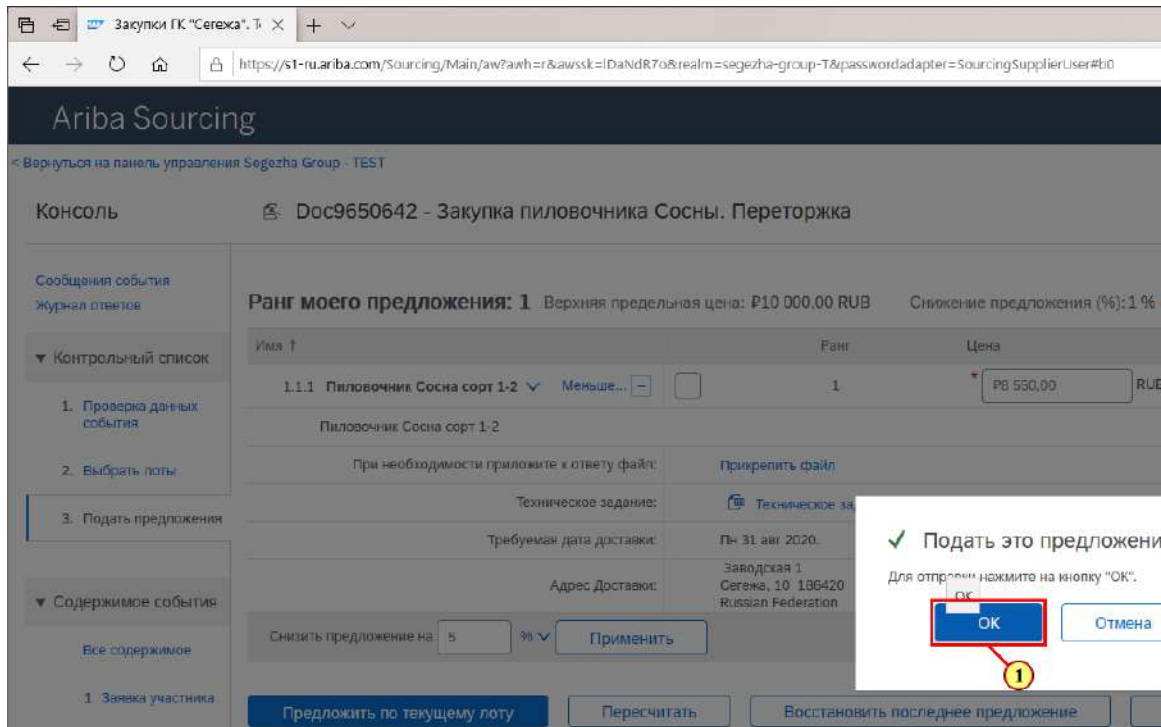 Закупки ГК "Сегежа". Т
https://s1-ru.ariba.com/Sourcing/Main/aw?awh=r&awssk=lDaNdR7o&realm=segezha-group-T&passwordadapter=SourcingSupplierUser#b0
Ariba Sourcing
< Вернуться на панель управления Segezha Group - TEST
Консоль
Doc9650642 - Закупка пиловочника Сосны. Переторжка
Сообщения события
Журнал ответов
Ранг моего предложения: 1 Верхняя предельная цена: ₽10 000,00 RUB Снижение предложения (%): 1 %
▼ Контрольный список
Имя ↑ Ранг Цена
1.1.1 Пиловочник Сосна сорт 1-2 Меньше... 1 * ₽8 550,00 RUB
1. Проверка данных
события
Пиловочник Сосна сорт 1-2
2. Выбрать лоты
При необходимости приложите к ответу файл: Прикрепить файл
Техническое задание: Техническое за
3. Подать предложения
Требуемая дата доставки: Пн 31 авг 2020.
Подать это предложени
Для отправки нажмите на кнопку "ОК".
Адрес Доставки: Заводская 1
Сегежа, 10 186420
Russian Federation
▼ Содержимое события
OK
OK
Отмена
Снизить предложение на 5 % Применить
Все содержимое
1
1 Заявка участника
Предложить по текущему лоту Пересчитать Восстановить последнее предложение